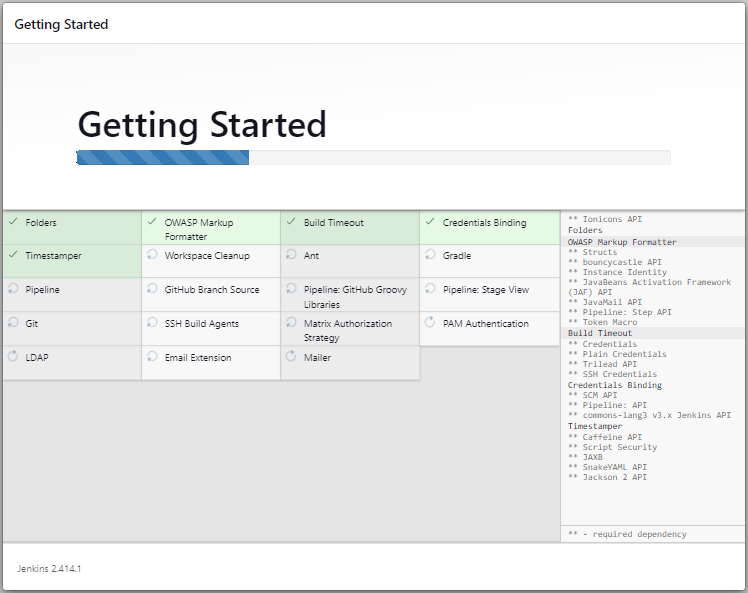 Getting Started
Getting Started
Folders
OWASP Markup
Formatter
Build Timeout
Credentials Binding
Timestamper
Workspace Cleanup
Ant
Gradle
Pipeline
GitHub Branch Source
Pipeline: GitHub Groovy
Libraries
Pipeline: Stage View
Git
SSH Build Agents
Matrix Authorization
Strategy
PAM Authentication
LDAP
Email Extension
Mailer
** Ionicons API
Folders
OWASP Markup Formatter
** Structs
** bouncycastle API
** Instance Identity
** JavaBeans Activation Framework
(JAF) API
** JavaMail API
** Pipeline: Step API
** Token Macro
Build Timeout
** Credentials
** Plain Credentials
** Trilead API
** SSH Credentials
Credentials Binding
** SCM API
** Pipeline: API
** commons-lang3 v3.x Jenkins API
Timestamper
** Caffeine API
** Script Security
** JAXB
** SnakeYAML API
** Jackson 2 API
** - required dependency
Jenkins 2.414.1